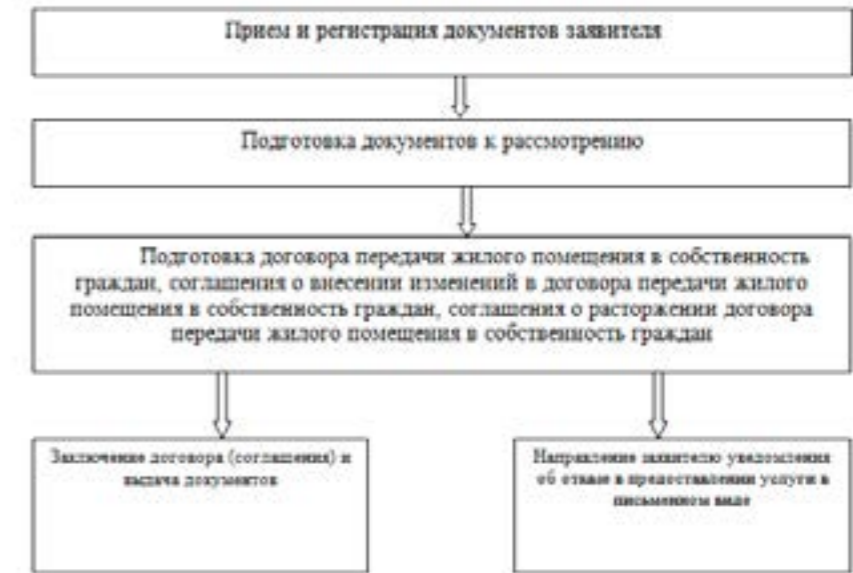 Прием и регистрация документов заявителя
Подготовка документов к рассмотрению
Подготовка договора передачи жилого помещения в собственность
граждан, соглашения о внесении изменений в договора передачи жилого
помещения в собственность граждан, соглашения о расторжении договора
передачи жилого помещения в собственность граждан
Заключение договора (соглашения) и
выдача документов
Направление заявителю уведомления
об отказе в предоставлении услуги в
письменном виде